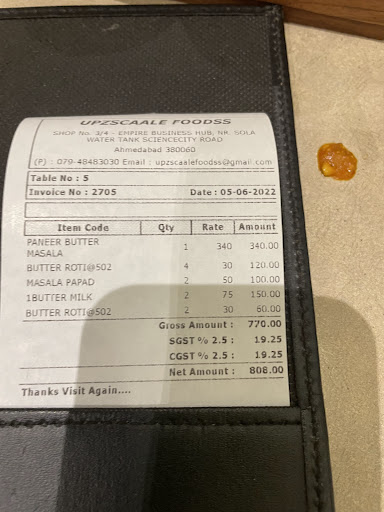 UPZSCAALE FOODSS
SHOP No. 3/4 - EMPIRE BUSINESS HUB, NR. SOLA
WATER TANK SCIENCECITY ROAD
Ahmedabad 380060
(P) : 079-48483030 Email : upzscaalefoodss@gmail.com
Table No : 5
Invoice No : 2705 Date : 05-06-2022
Item Code Qty Rate Amount
PANEER BUTTER MASALA 1 340 340.00
BUTTER ROTI@502 4 30 120.00
MASALA PAPAD 2 50 100.00
1BUTTER MILK 2 75 150.00
BUTTER ROTI@502 2 30 60.00
Gross Amount : 770.00
SGST % 2.5 : 19.25
CGST % 2.5 : 19.25
Net Amount : 808.00
Thanks Visit Again....